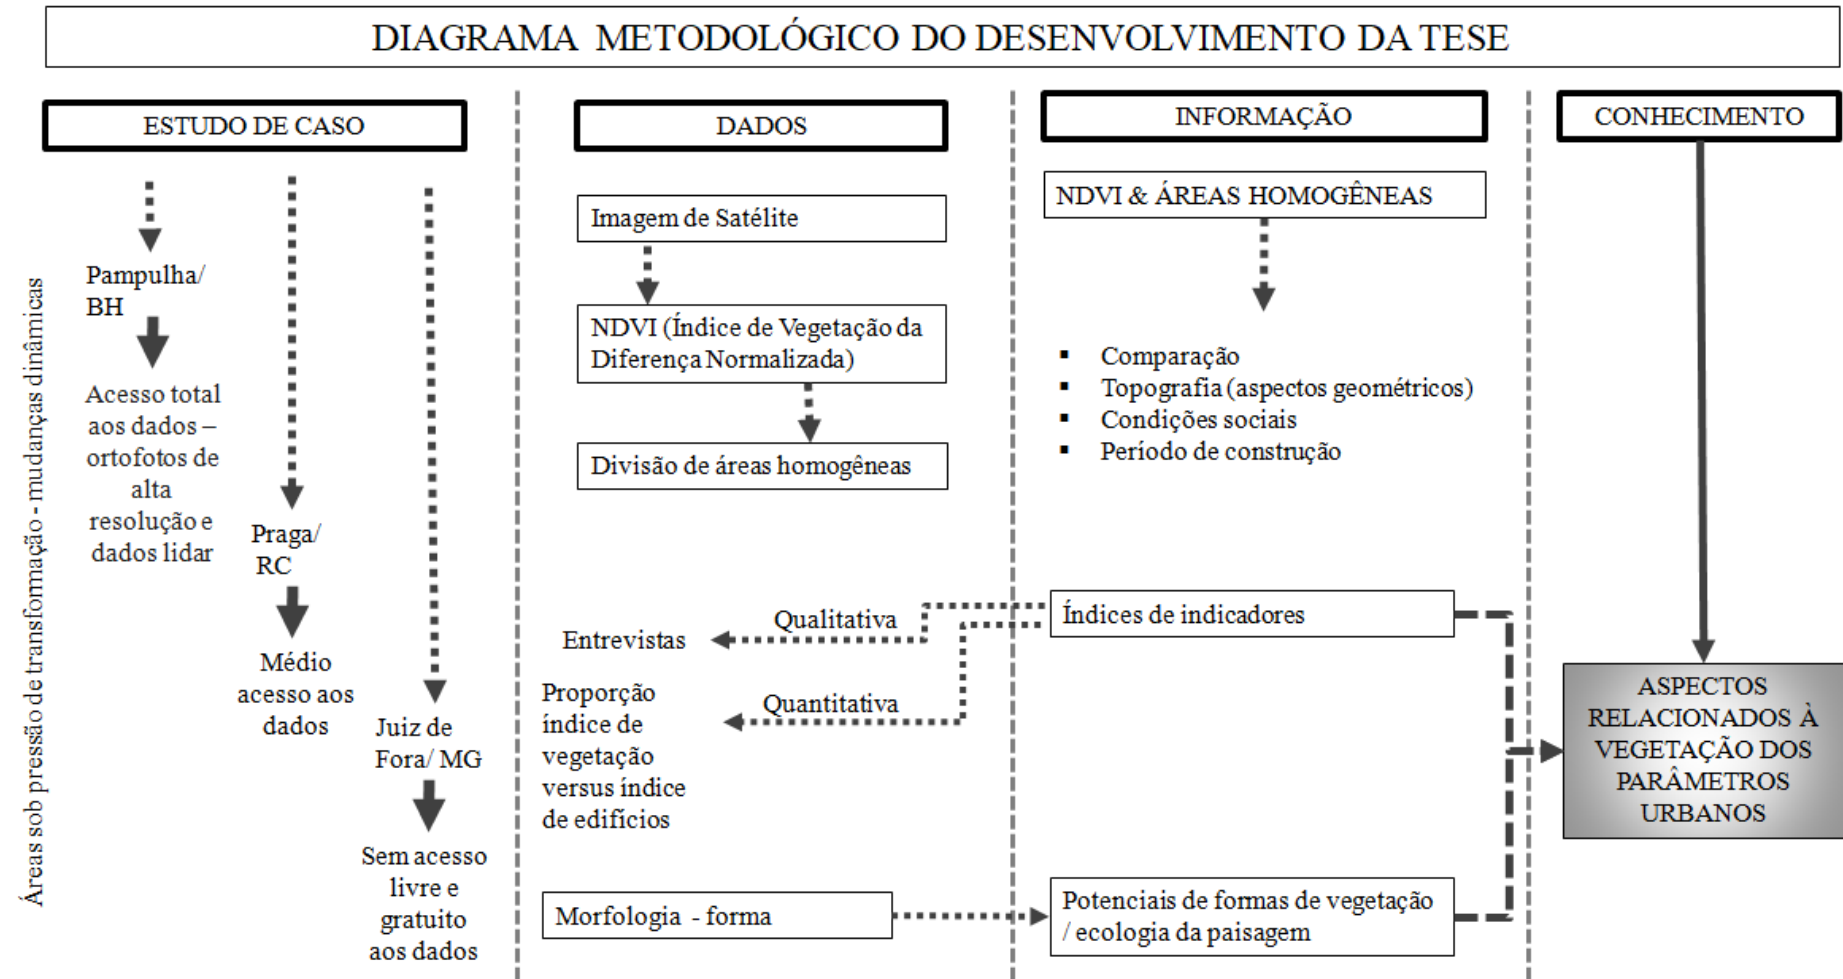 DIAGRAMA METODOLÓGICO DO DESENVOLVIMENTO DA TESE
ESTUDO DE CASO
Áreas sob pressão de transformação - mudanças dinâmicas
Pampulha/
BH
Acesso total
aos dados –
ortofotos de
alta
resolução e
dados lidar
Praga/
RC
Médio
acesso aos
dados
Juiz de
Fora/ MG
Sem acesso
livre e
gratuito
aos dados
DADOS
Imagem de Satélite
NDVI (Índice de Vegetação da
Diferença Normalizada)
Divisão de áreas homogêneas
Qualitativa
Entrevistas
Quantitativa
Proporção
índice de
vegetação
versus índice
de edifícios
Morfologia - forma
INFORMAÇÃO
NDVI & ÁREAS HOMOGÊNEAS
▪ Comparação
▪ Topografia (aspectos geométricos)
▪ Condições sociais
▪ Período de construção
Índices de indicadores
Potenciais de formas de vegetação
/ ecologia da paisagem
CONHECIMENTO
ASPECTOS
RELACIONADOS À
VEGETAÇÃO DOS
PARÂMETROS
URBANOS